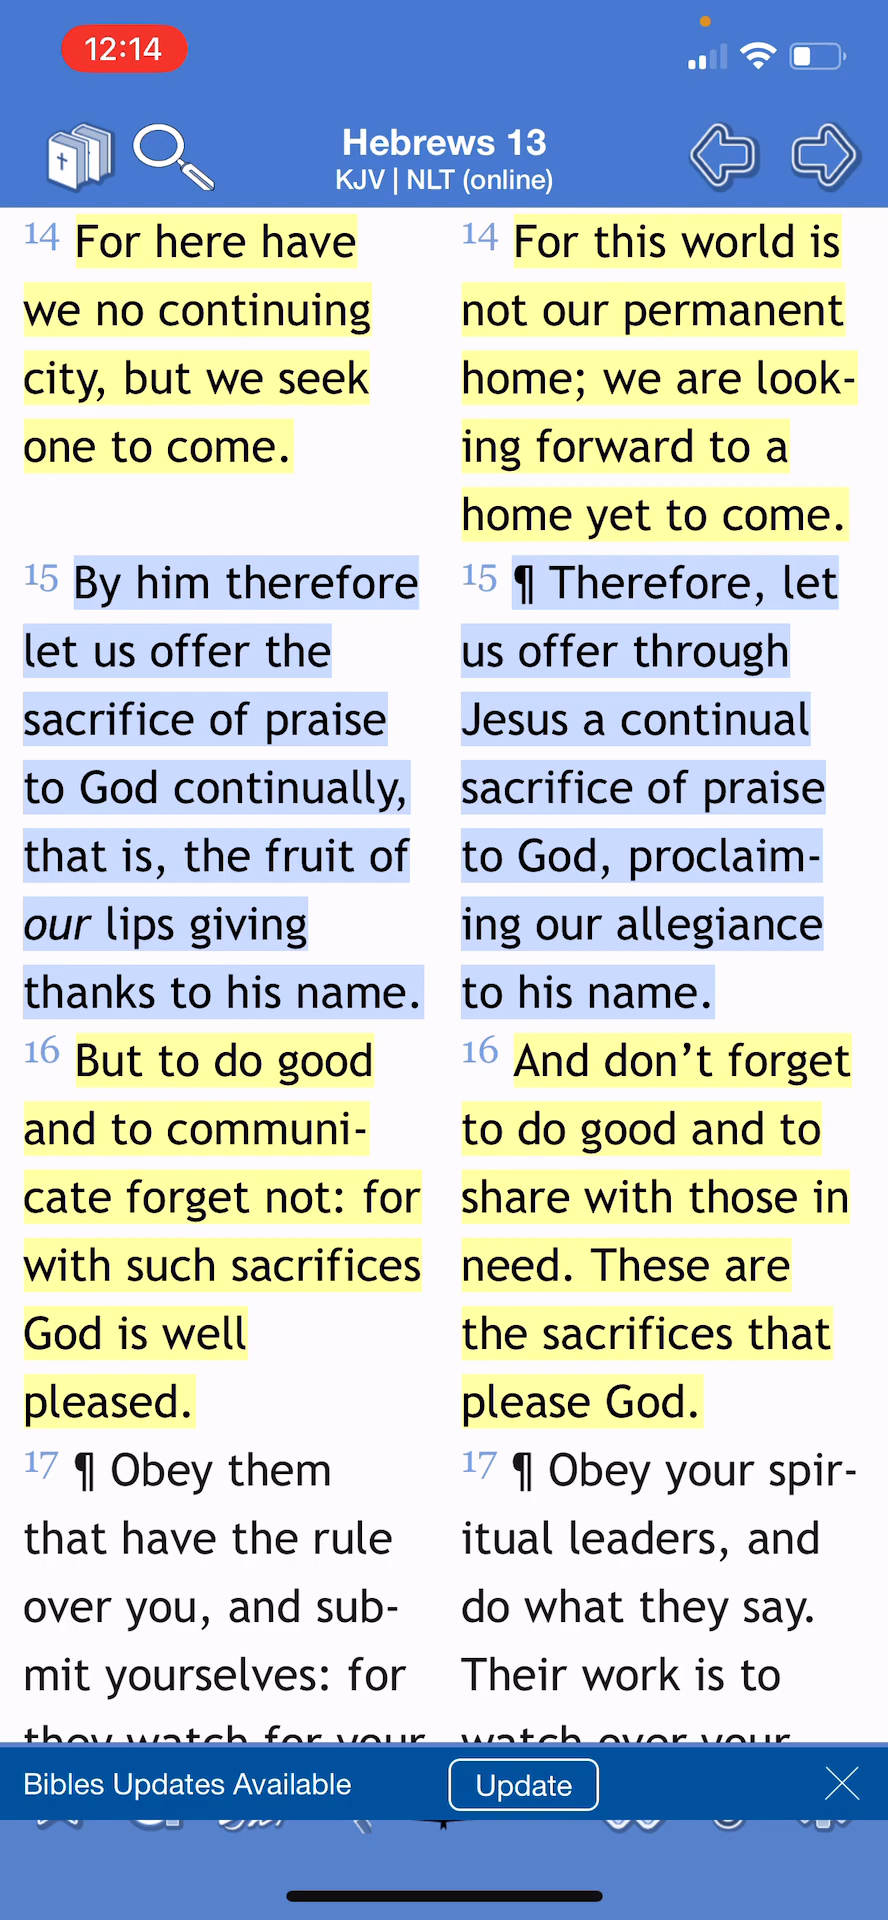 12:14
Hebrews 13
KJV | NLT (online)
14 For here have
we no continuing
city, but we seek
one to come.
15 By him therefore
let us offer the
sacrifice of praise
to God continually,
that is, the fruit of
our lips giving
thanks to his name.
16 But to do good
and to communi-
cate forget not: for
with such sacrifices
God is well
pleased.
17 ¶ Obey them
that have the rule
over you, and sub-
mit yourselves: for
they watch for your
14 For this world is
not our permanent
home; we are look-
ing forward to a
home yet to come.
15 ¶ Therefore, let
us offer through
Jesus a continual
sacrifice of praise
to God, proclaim-
ing our allegiance
to his name.
16 And don’t forget
to do good and to
share with those in
need. These are
the sacrifices that
please God.
17 ¶ Obey your spir-
itual leaders, and
do what they say.
Their work is to
watch over your
Bibles Updates Available
Update